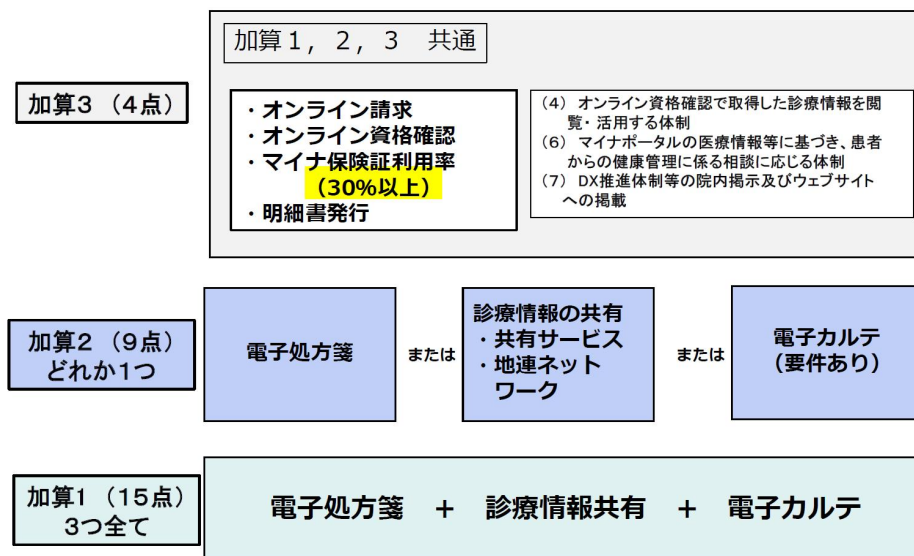 加算１，２，３　共通
加算３（４点）
・オンライン請求
・オンライン資格確認
・マイナ保険証利用率
（30%以上）
・明細書発行
（４）オンライン資格確認で取得した診療情報を閲
覧・活用する体制
（６）マイナポータルの医療情報等に基づき、患者
からの健康管理に係る相談に応じる体制
（７）DX推進体制等の院内掲示及びウェブサイト
への掲載
加算２（９点）
どれか１つ
電子処方箋
または
診療情報の共有
・共有サービス
・地連ネット
ワーク
または
電子カルテ
（要件あり）
加算１（１５点）
３つ全て
電子処方箋　＋　診療情報共有　＋　電子カルテ